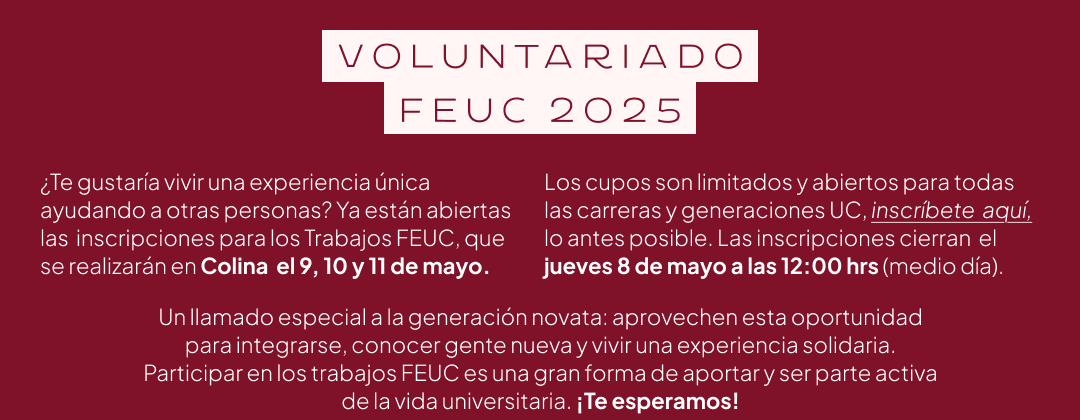 VOLUNTARIADO
FEUC 2025
¿Te gustaría vivir una experiencia única
ayudando a otras personas? Ya están abiertas
las inscripciones para los Trabajos FEUC, que
se realizarán en Colina el 9, 10 y 11 de mayo.
Los cupos son limitados y abiertos para todas
las carreras y generaciones UC, inscríbete aquí,
lo antes posible. Las inscripciones cierran el
jueves 8 de mayo a las 12:00 hrs (medio día).
Un llamado especial a la generación novata: aprovechen esta oportunidad
para integrarse, conocer gente nueva y vivir una experiencia solidaria.
Participar en los trabajos FEUC es una gran forma de aportar y ser parte activa
de la vida universitaria. ¡Te esperamos!